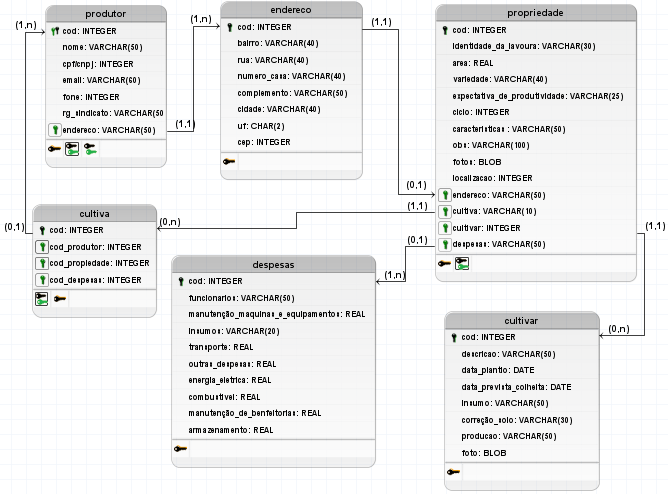 produtor
cod: INTEGER
nome: VARCHAR(50)
cpf/cnpj: INTEGER
email: VARCHAR(60)
fone: INTEGER
rg_sindicato: VARCHAR(50
endereco: VARCHAR(50)
(1,n)
(1,1)
endereco
cod: INTEGER
bairro: VARCHAR(40)
rua: VARCHAR(40)
numero_casa: VARCHAR(40)
complemento: VARCHAR(50)
cidade: VARCHAR(40)
uf: CHAR(2)
cep: INTEGER
(1,n)
(1,1)
(0,1)
propriedade
cod: INTEGER
identidade_da_lavoura: VARCHAR(30)
area: REAL
variedade: VARCHAR(40)
expectativa_de_produtividade: VARCHAR(25)
ciclo: INTEGER
caracteristicas: VARCHAR(50)
obs: VARCHAR(100)
fotos: BLOB
localizacao: INTEGER
endereco: VARCHAR(50)
cultiva: VARCHAR(10)
cultivar: INTEGER
despesas: VARCHAR(50)
(1,1)
(0,1)
(1,1)
cultiva
cod: INTEGER
cod_produtor: INTEGER
cod_propiedade: INTEGER
cod_despesas: INTEGER
(0,1)
(0,n)
despesas
cod: INTEGER
funcionarios: VARCHAR(50)
manutenção_maquinas_e_equipamentos: REAL
insumos: VARCHAR(20)
transporte: REAL
outras_despesas: REAL
energia_eletrica: REAL
combustivel: REAL
manutenção_de_benfeitorias: REAL
armazenamento: REAL
(1,n)
cultivar
cod: INTEGER
descricao: VARCHAR(50)
data_plantio: DATE
data_prevista_colheita: DATE
insumo: VARCHAR(50)
correção_solo: VARCHAR(30)
producao: VARCHAR(50)
foto: BLOB
(0,n)